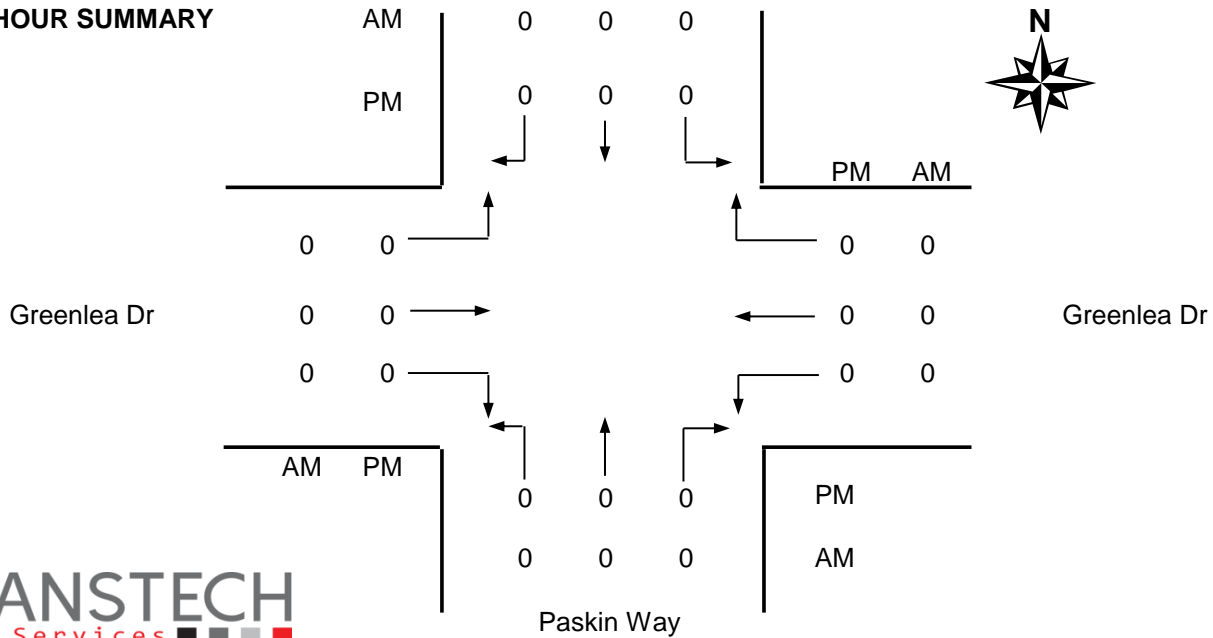 HOUR SUMMARY AM 0 0 0
N
PM 0 0 0
PM AM
0 0 0 0
Greenlea Dr 0 0 0 0 Greenlea Dr
0 0 0 0
AM PM
0 0 0 PM
0 0 0 AM
Paskin Way
ANSTECH
Services